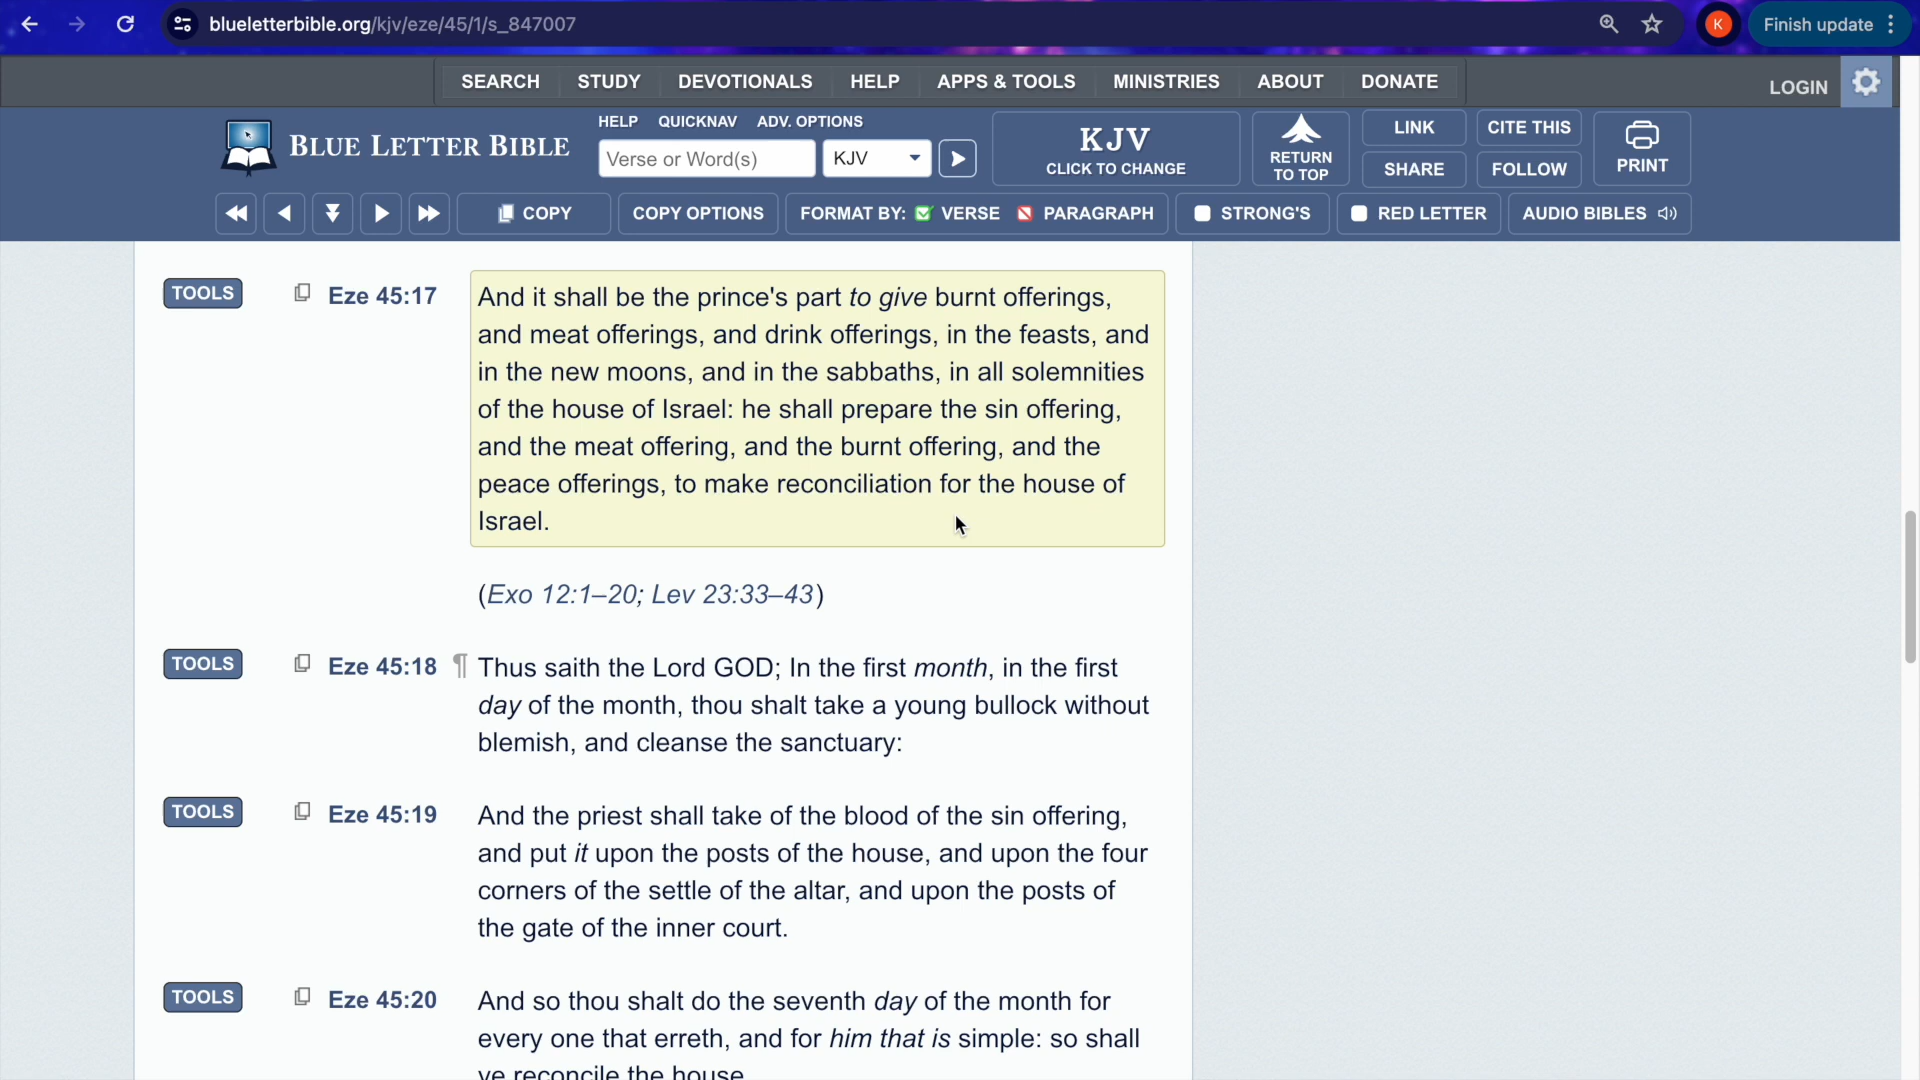 blueletterbible.org/kjv/eze/45/1/s_847007
K
Finish update
SEARCH STUDY DEVOTIONALS HELP APPS & TOOLS MINISTRIES ABOUT DONATE
LOGIN
BLUE LETTER BIBLE
HELP QUICKNAV ADV. OPTIONS
Verse or Word(s)
KJV
KJV
CLICK TO CHANGE
RETURN
TO TOP
LINK
CITE THIS
SHARE
FOLLOW
PRINT
COPY
COPY OPTIONS
FORMAT BY: VERSE PARAGRAPH
STRONG'S
RED LETTER
AUDIO BIBLES
TOOLS
Eze 45:17
And it shall be the prince's part to give burnt offerings,
and meat offerings, and drink offerings, in the feasts, and
in the new moons, and in the sabbaths, in all solemnities
of the house of Israel: he shall prepare the sin offering,
and the meat offering, and the burnt offering, and the
peace offerings, to make reconciliation for the house of
Israel.
(Exo 12:1–20; Lev 23:33–43)
TOOLS
Eze 45:18
¶ Thus saith the Lord GOD; In the first month, in the first
day of the month, thou shalt take a young bullock without
blemish, and cleanse the sanctuary:
TOOLS
Eze 45:19
And the priest shall take of the blood of the sin offering,
and put it upon the posts of the house, and upon the four
corners of the settle of the altar, and upon the posts of
the gate of the inner court.
TOOLS
Eze 45:20
And so thou shalt do the seventh day of the month for
every one that erreth, and for him that is simple: so shall
ye reconcile the house